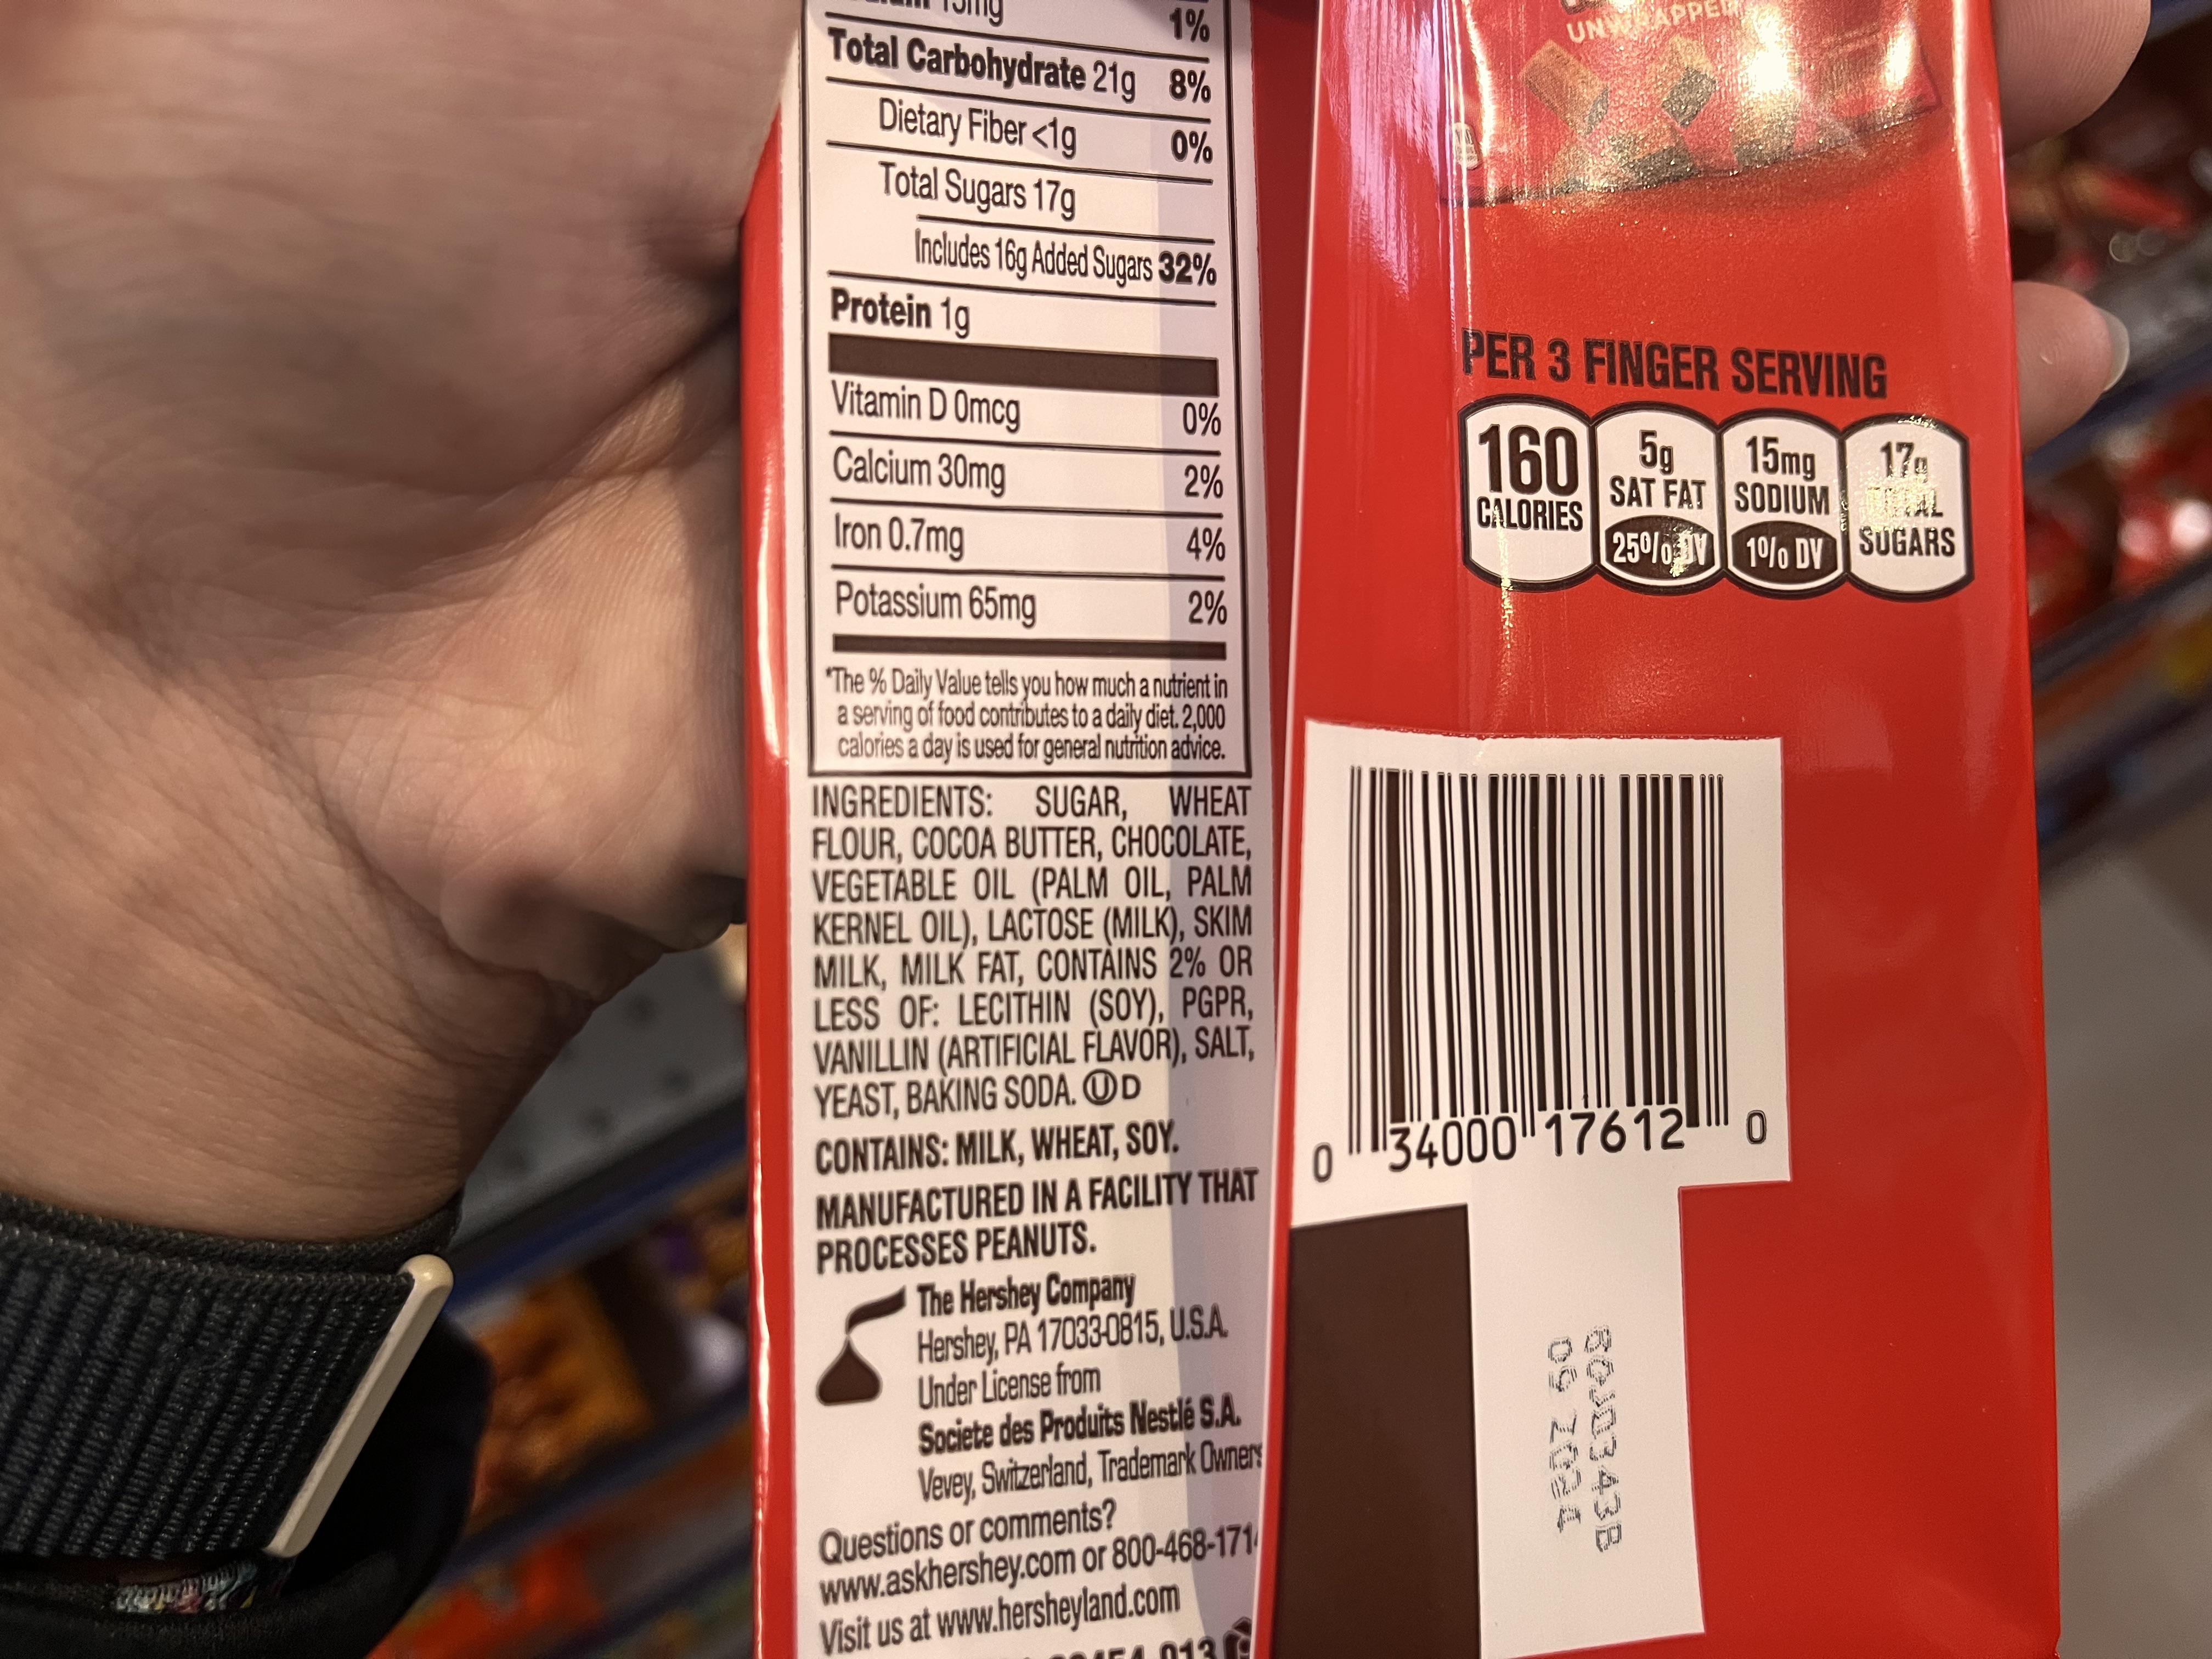 1%
Total Carbohydrate 21g 8%
Dietary Fiber <1g 0%
Total Sugars 17g
Includes 16g Added Sugars 32%
Protein 1g
Vitamin D 0mcg 0%
Calcium 30mg 2%
Iron 0.7mg 4%
Potassium 65mg 2%
*The % Daily Value tells you how much a nutrient in
a serving of food contributes to a daily diet. 2,000
calories a day is used for general nutrition advice.
INGREDIENTS: SUGAR, WHEAT
FLOUR, COCOA BUTTER, CHOCOLATE,
VEGETABLE OIL (PALM OIL, PALM
KERNEL OIL), LACTOSE (MILK), SKIM
MILK, MILK FAT, CONTAINS 2% OR
LESS OF: LECITHIN (SOY), PGPR,
VANILLIN (ARTIFICIAL FLAVOR), SALT,
YEAST, BAKING SODA. Ⓤ D
CONTAINS: MILK, WHEAT, SOY.
MANUFACTURED IN A FACILITY THAT
PROCESSES PEANUTS.
The Hershey Company
Hershey, PA 17033-0815, U.S.A.
Under License from
Societe des Produits Nestlé S.A.
Vevey, Switzerland, Trademark Owners
Questions or comments?
www.askhershey.com or 800-468-171
Visit us at www.hersheyland.com
PER 3 FINGER SERVING
160 CALORIES
5g SAT FAT 25% DV
15mg SODIUM 1% DV
17g TOTAL SUGARS
0 34000 17612 0